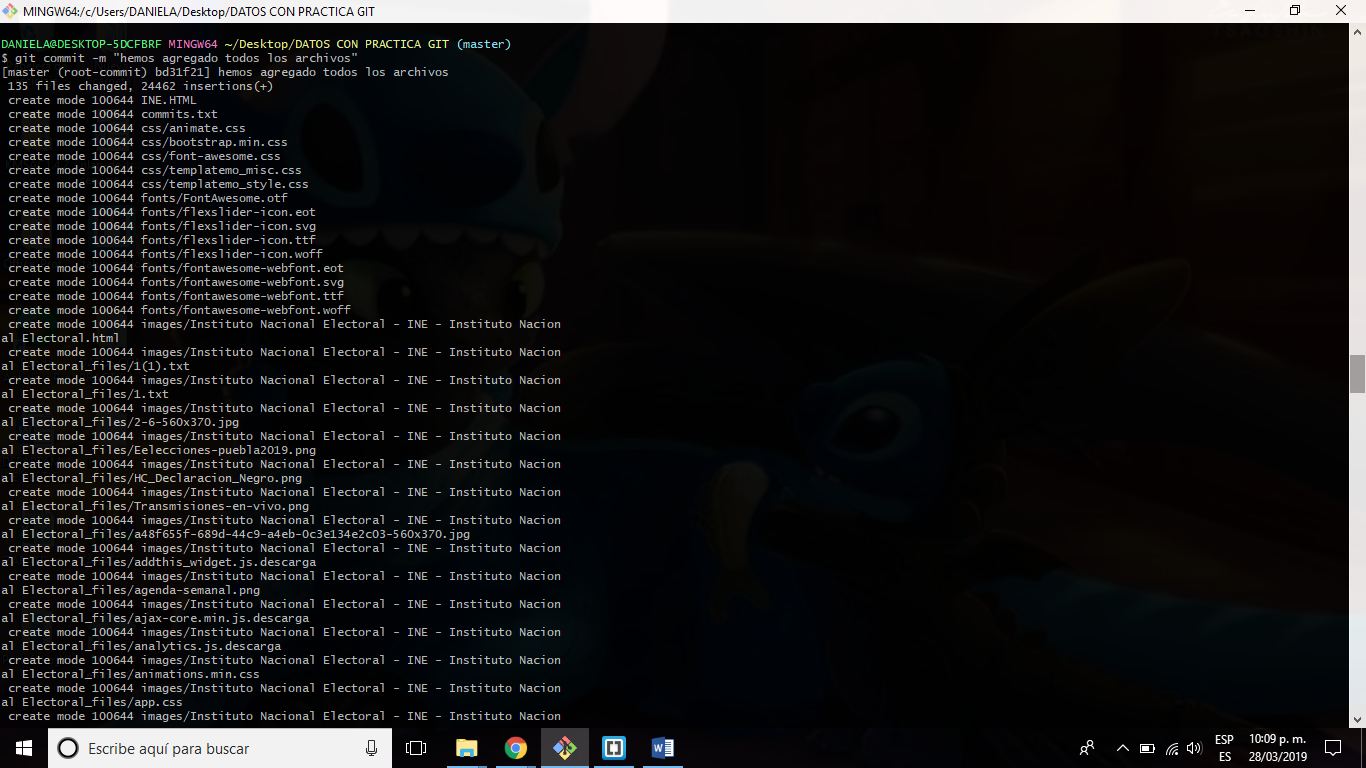 MINGW64:/c/Users/DANIELA/Desktop/DATOS CON PRACTICA GIT
DANIELA@DESKTOP-5DCFBRF MINGW64 ~/Desktop/DATOS CON PRACTICA GIT (master)
$ git commit -m "hemos agregado todos los archivos"
[master (root-commit) bd31f21] hemos agregado todos los archivos
135 files changed, 24462 insertions(+)
create mode 100644 INE.HTML
create mode 100644 commits.txt
create mode 100644 css/animate.css
create mode 100644 css/bootstrap.min.css
create mode 100644 css/font-awesome.css
create mode 100644 css/templatemo_misc.css
create mode 100644 css/templatemo_style.css
create mode 100644 fonts/FontAwesome.otf
create mode 100644 fonts/flexslider-icon.eot
create mode 100644 fonts/flexslider-icon.svg
create mode 100644 fonts/flexslider-icon.ttf
create mode 100644 fonts/flexslider-icon.woff
create mode 100644 fonts/fontawesome-webfont.eot
create mode 100644 fonts/fontawesome-webfont.svg
create mode 100644 fonts/fontawesome-webfont.ttf
create mode 100644 fonts/fontawesome-webfont.woff
create mode 100644 images/Instituto Nacional Electoral - INE - Instituto Nacion
al Electoral.html
create mode 100644 images/Instituto Nacional Electoral - INE - Instituto Nacion
al Electoral_files/1(1).txt
create mode 100644 images/Instituto Nacional Electoral - INE - Instituto Nacion
al Electoral_files/1.txt
create mode 100644 images/Instituto Nacional Electoral - INE - Instituto Nacion
al Electoral_files/2-6-560x370.jpg
create mode 100644 images/Instituto Nacional Electoral - INE - Instituto Nacion
al Electoral_files/Eelecciones-puebla2019.png
create mode 100644 images/Instituto Nacional Electoral - INE - Instituto Nacion
al Electoral_files/HC_Declaracion_Negro.png
create mode 100644 images/Instituto Nacional Electoral - INE - Instituto Nacion
al Electoral_files/Transmisiones-en-vivo.png
create mode 100644 images/Instituto Nacional Electoral - INE - Instituto Nacion
al Electoral_files/a48f655f-689d-44c9-a4eb-0c3e134e2c03-560x370.jpg
create mode 100644 images/Instituto Nacional Electoral - INE - Instituto Nacion
al Electoral_files/addthis_widget.js.descarga
create mode 100644 images/Instituto Nacional Electoral - INE - Instituto Nacion
al Electoral_files/agenda-semanal.png
create mode 100644 images/Instituto Nacional Electoral - INE - Instituto Nacion
al Electoral_files/ajax-core.min.js.descarga
create mode 100644 images/Instituto Nacional Electoral - INE - Instituto Nacion
al Electoral_files/analytics.js.descarga
create mode 100644 images/Instituto Nacional Electoral - INE - Instituto Nacion
al Electoral_files/animations.min.css
create mode 100644 images/Instituto Nacional Electoral - INE - Instituto Nacion
al Electoral_files/app.css
create mode 100644 images/Instituto Nacional Electoral - INE - Instituto Nacion
Escribe aquí para buscar
ESP
ES
10:09 p. m.
28/03/2019